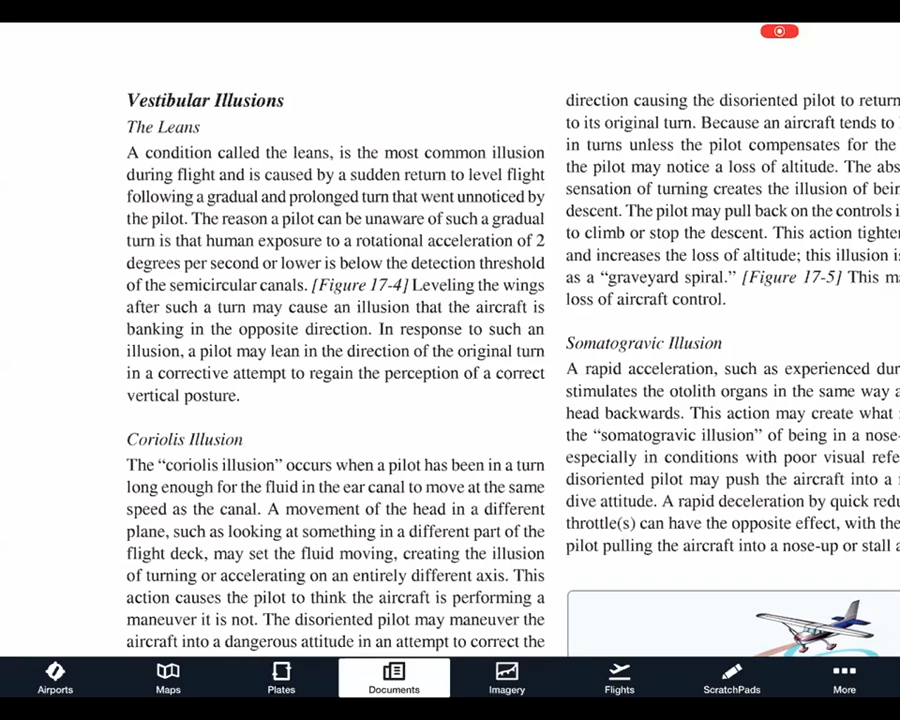 Vestibular Illusions
The Leans
A condition called the leans, is the most common illusion
during flight and is caused by a sudden return to level flight
following a gradual and prolonged turn that went unnoticed by
the pilot. The reason a pilot can be unaware of such a gradual
turn is that human exposure to a rotational acceleration of 2
degrees per second or lower is below the detection threshold
of the semicircular canals. [Figure 17-4] Leveling the wings
after such a turn may cause an illusion that the aircraft is
banking in the opposite direction. In response to such an
illusion, a pilot may lean in the direction of the original turn
in a corrective attempt to regain the perception of a correct
vertical posture.
Coriolis Illusion
The “coriolis illusion” occurs when a pilot has been in a turn
long enough for the fluid in the ear canal to move at the same
speed as the canal. A movement of the head in a different
plane, such as looking at something in a different part of the
flight deck, may set the fluid moving, creating the illusion
of turning or accelerating on an entirely different axis. This
action causes the pilot to think the aircraft is performing a
maneuver it is not. The disoriented pilot may maneuver the
aircraft into a dangerous attitude in an attempt to correct the
direction causing the disoriented pilot to return
to its original turn. Because an aircraft tends to
in turns unless the pilot compensates for the
the pilot may notice a loss of altitude. The
sensation of turning creates the illusion of
descent. The pilot may pull back on the controls
to climb or stop the descent. This action
and increases the loss of altitude; this illusion
as a “graveyard spiral.” [Figure 17-5] This
loss of aircraft control.
Somatogravic Illusion
A rapid acceleration, such as experienced
stimulates the otolith organs in the same way
head backwards. This action may create what
the “somatogravic illusion” of being in a
especially in conditions with poor visual
disoriented pilot may push the aircraft into a
dive attitude. A rapid deceleration by quick
throttle(s) can have the opposite effect, with the
pilot pulling the aircraft into a nose-up or stall
Airports
Maps
Plates
Documents
Imagery
Flights
ScratchPads
More